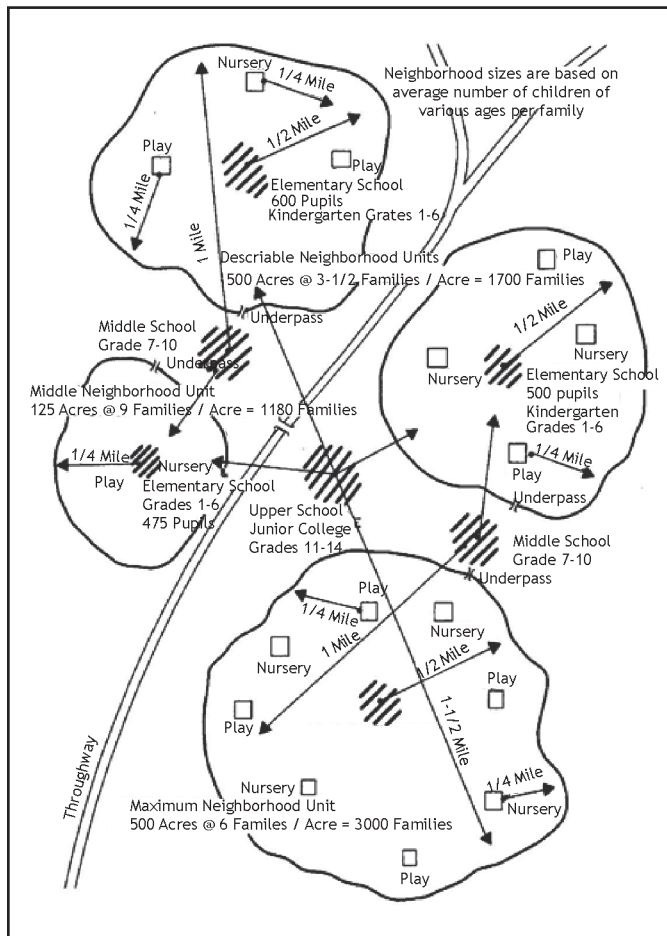 Nursery
1/4 Mile
Neighborhood sizes are based on
average number of children of
various ages per family
1/2 Mile
Play
Play
1/4 Mile
Elementary School
600 Pupils
Kindergarten Grates 1-6
1 Mile
Descriable Neighborhood Units
500 Acres @ 3-1/2 Families / Acre = 1700 Families
Play
1/2 Mile
Nursery
Nursery
Elementary School
500 pupils
Kindergarten
Grades 1-6
1/4 Mile
Play
Underpass
Underpass
Middle School
Grade 7-10
Underpass
Middle Neighborhood Unit
125 Acres @ 9 Families / Acre = 1180 Families
1/4 Mile
Nursery
Play
Elementary School
Grades 1-6
475 Pupils
Upper School
Junior College
Grades 11-14
Middle School
Grade 7-10
Underpass
Play
1/4 Mile
Nursery
Nursery
1 Mile
1/2 Mile
Play
Play
1-1/2 Mile
Throughway
Nursery
1/4 Mile
Nursery
Maximum Neighborhood Unit
500 Acres @ 6 Familes / Acre = 3000 Families
Play